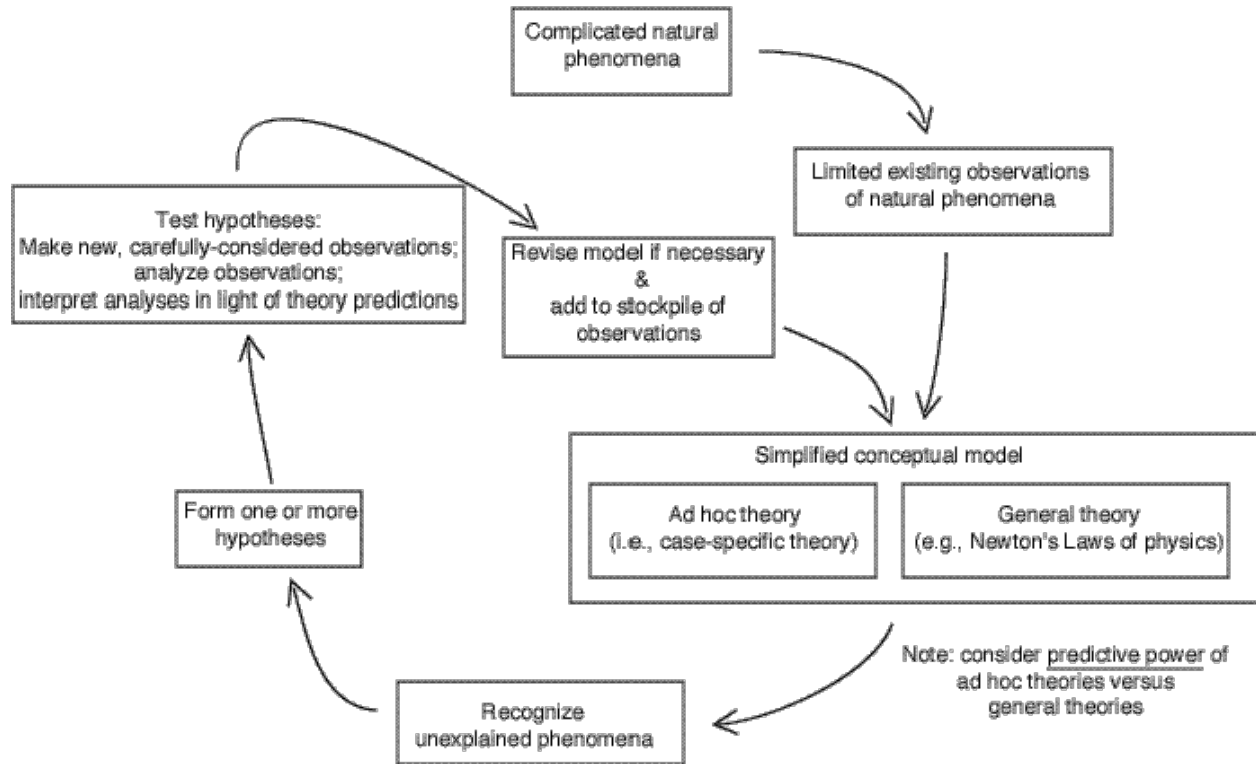 Complicated natural
phenomena
Limited existing observations
of natural phenomena
Test hypotheses:
Make new, carefully-considered observations;
analyze observations;
interpret analyses in light of theory predictions
Revise model if necessary
&
add to stockpile of
observations
Simplified conceptual model
Ad hoc theory
(i.e., case-specific theory)
General theory
(e.g., Newton's Laws of physics)
Form one or more
hypotheses
Note: consider predictive power of
ad hoc theories versus
general theories
Recognize
unexplained phenomena